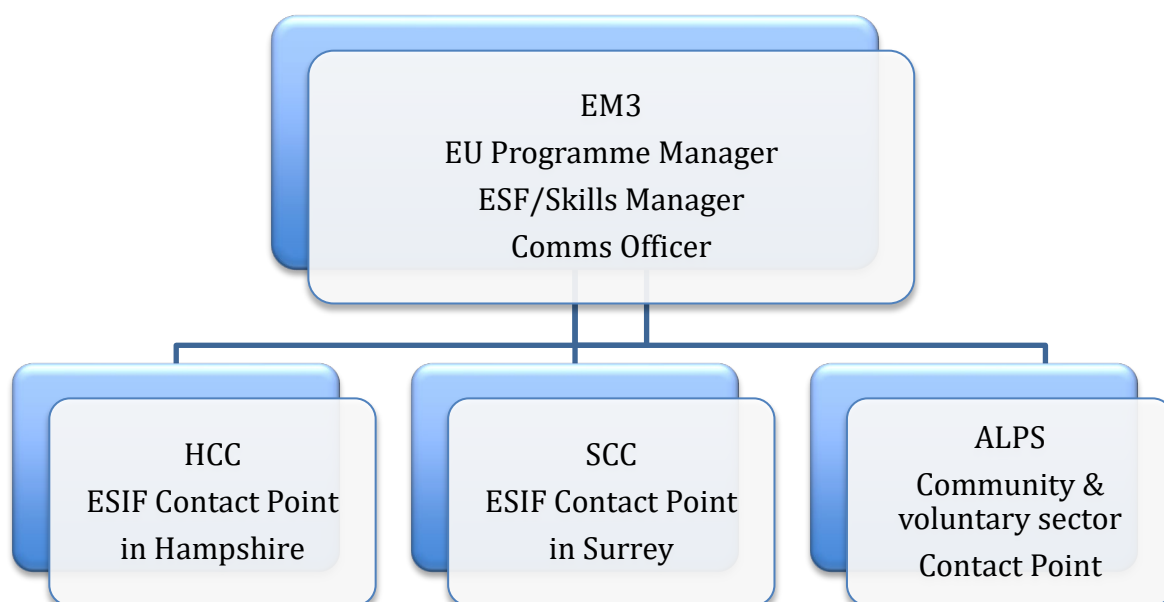 EM3
EU Programme Manager
ESF/Skills Manager
Comms Officer
HCC
ESIF Contact Point
in Hampshire
SCC
ESIF Contact Point
in Surrey
ALPS
Community &
voluntary sector
Contact Point